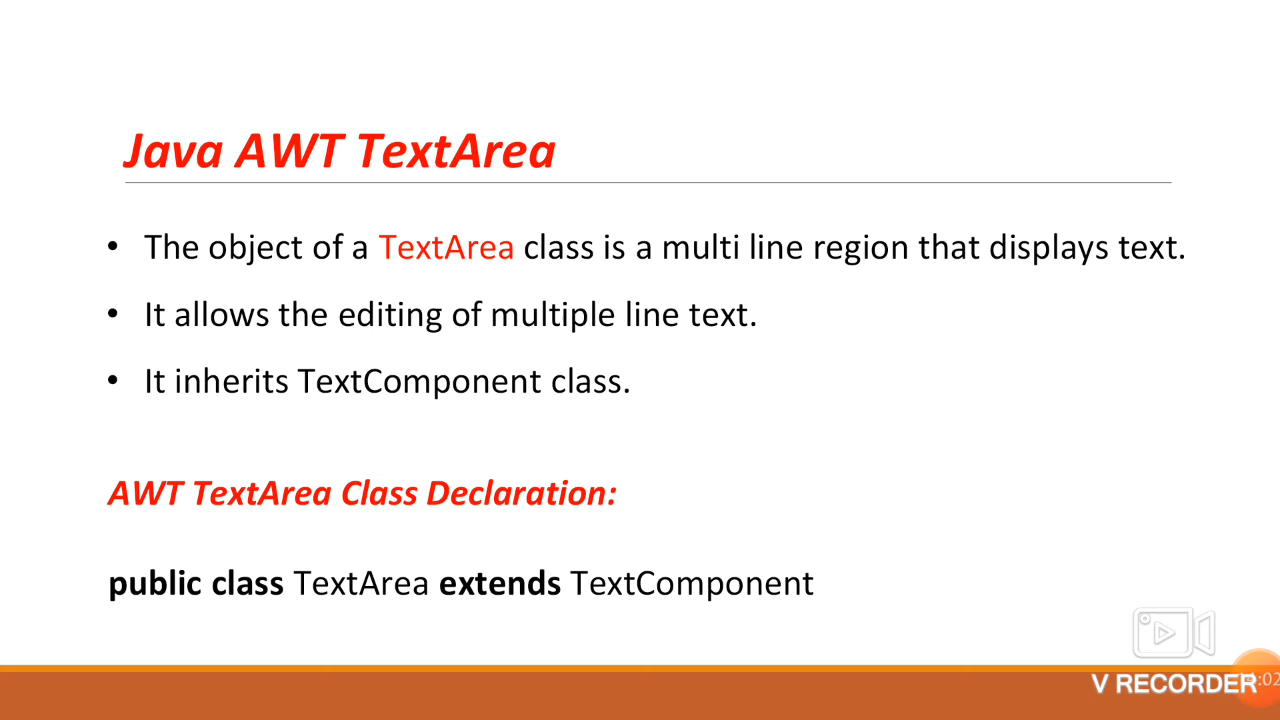 Java AWT TextArea
• The object of a TextArea class is a multi line region that displays text.
• It allows the editing of multiple line text.
• It inherits TextComponent class.
AWT TextArea Class Declaration:
public class TextArea extends TextComponent
V RECORDER
:02